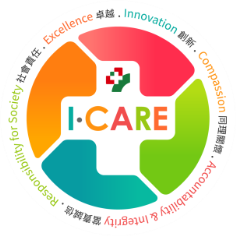 I·CARE
Innovation 創新 .
Compassion 同理關懷 .
Accountability & Integrity 當責誠信 .
Responsibility for Society 社會責任 .
Excellence 卓越 .